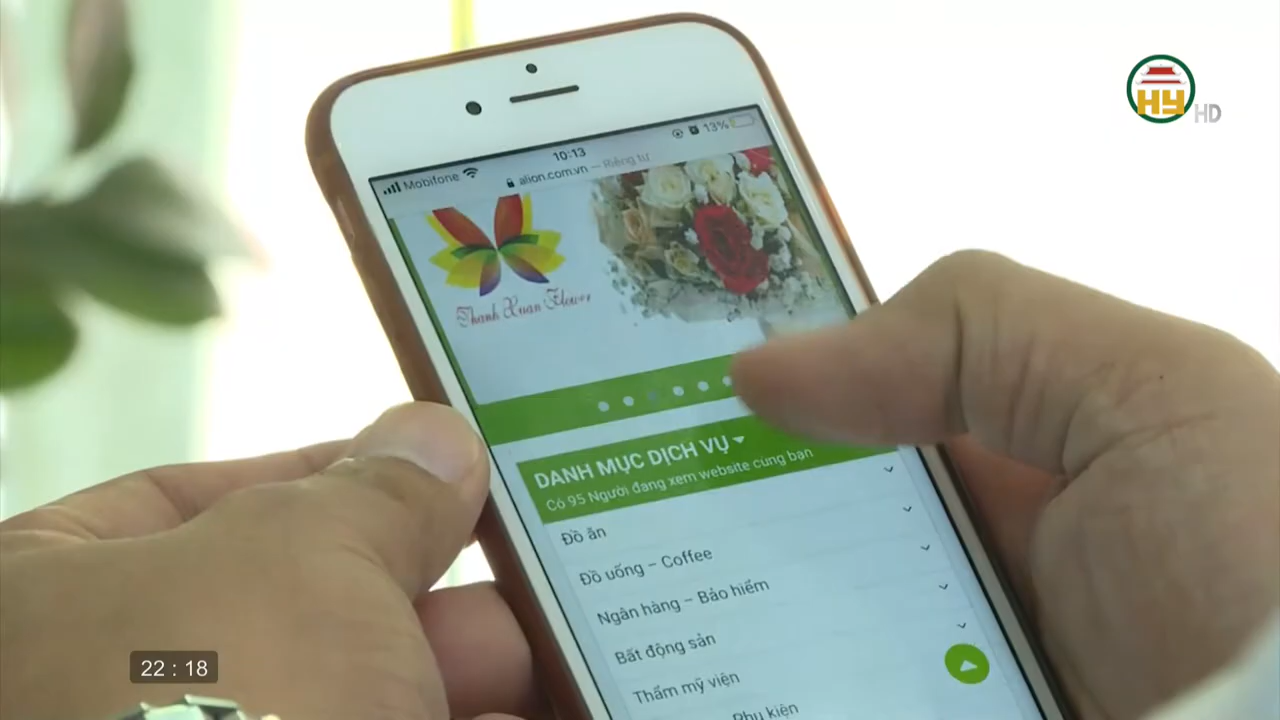 HY HD
10:13
13%
Mobifone
alion.com.vn — Riêng tư
Thanh Xuan Flower
DANH MỤC DỊCH VỤ
Có 95 Người đang xem website cùng bạn
Đồ ăn
Đồ uống – Coffee
Ngân hàng – Bảo hiểm
Bất động sản
Thẩm mỹ viện
Phụ kiện
22 : 18